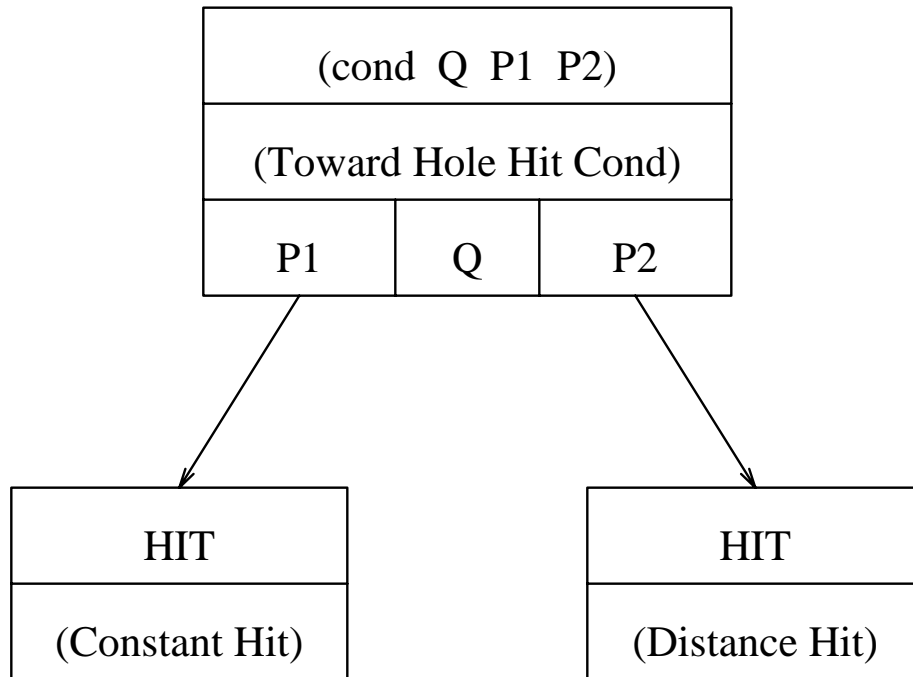 (cond Q P1 P2)
(Toward Hole Hit Cond)
P1 Q P2
HIT HIT
(Constant Hit) (Distance Hit)